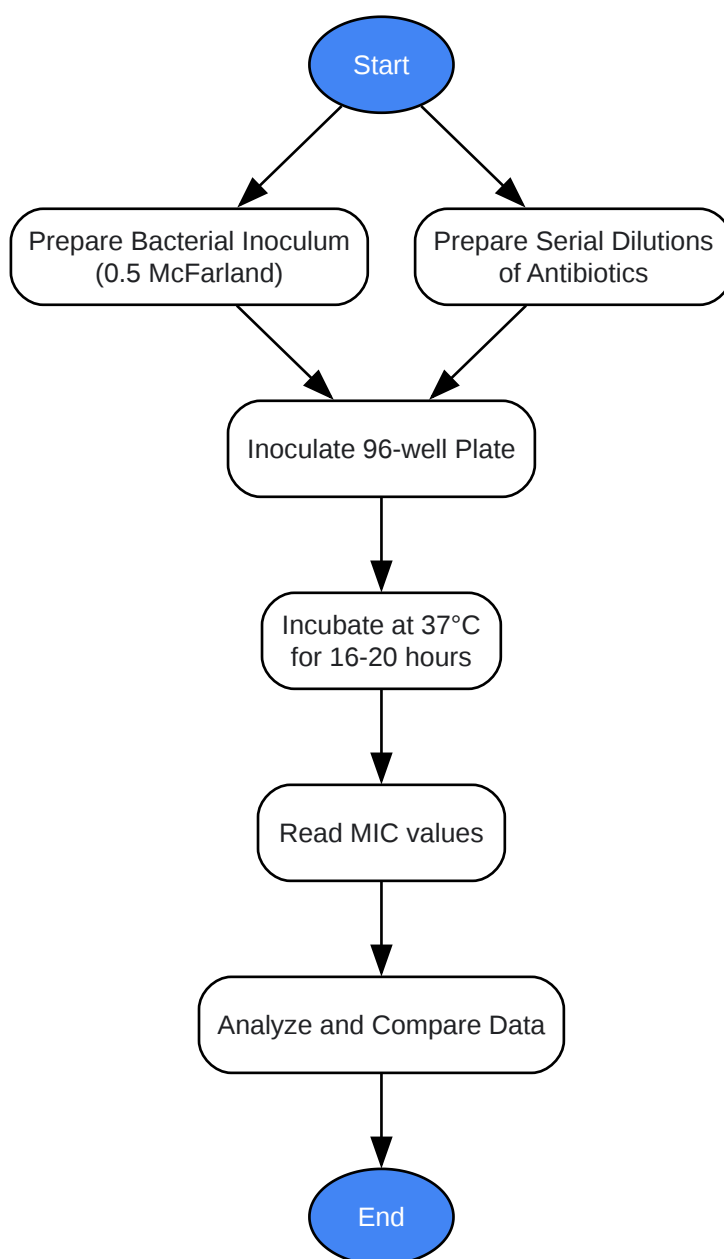 Start
Prepare Bacterial Inoculum
(0.5 McFarland)
Prepare Serial Dilutions
of Antibiotics
Inoculate 96-well Plate
Incubate at 37°C
for 16-20 hours
Read MIC values
Analyze and Compare Data
End